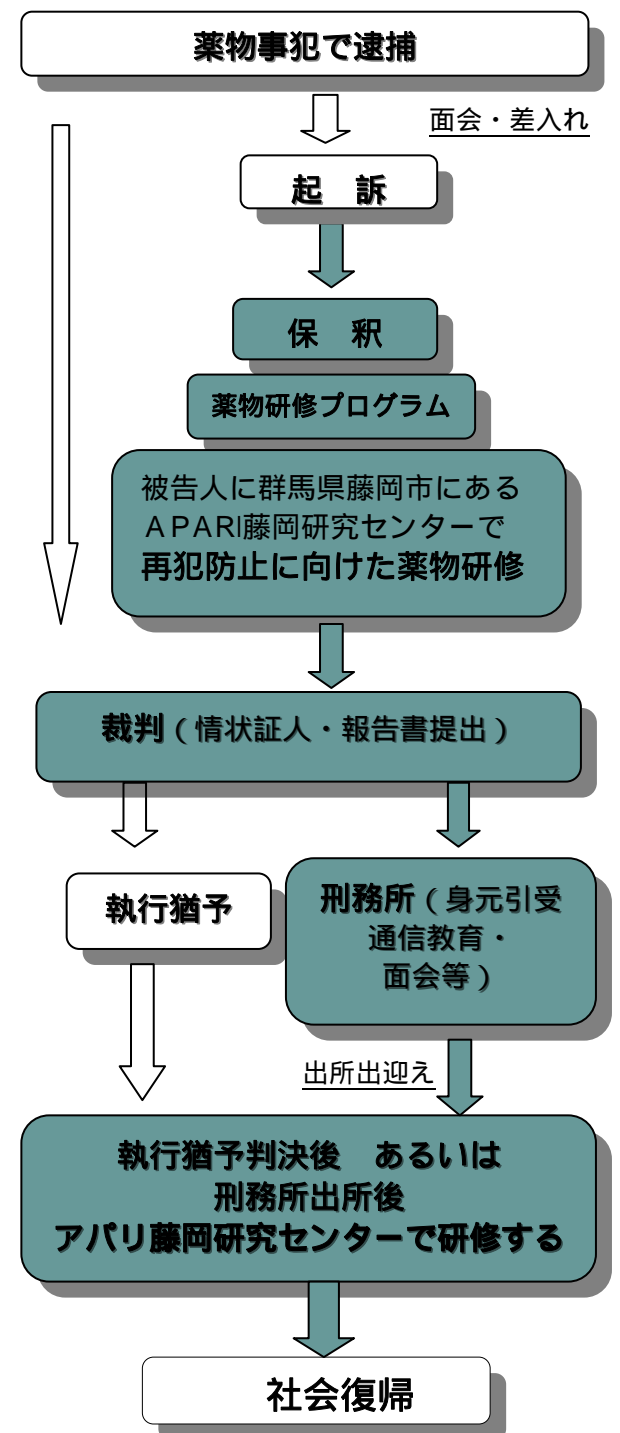 薬物事犯で逮捕
面会・差入れ
起　訴
保　釈
薬物研修プログラム
被告人に群馬県藤岡市にある
ＡＰＡＲＩ藤岡研究センターで
再犯防止に向けた薬物研修
裁判（情状証人・報告書提出）
執行猶予
刑務所（身元引受
通信教育・
面会等）
出所出迎え
執行猶予判決後　あるいは
刑務所出所後
アパリ藤岡研究センターで研修する
社会復帰